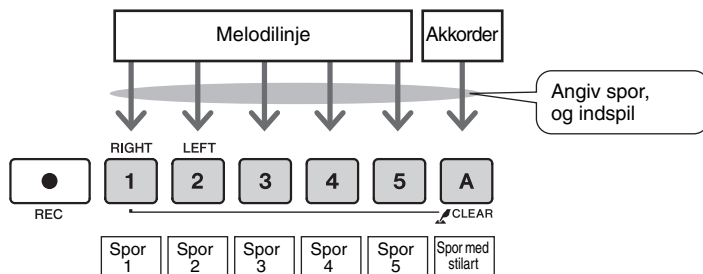 Melodilinje Akkorder
Angiv spor,
og indspil
RIGHT LEFT
1 2 3 4 5 A
REC CLEAR
Spor Spor Spor Spor Spor Spor med
1 2 3 4 5 stilart